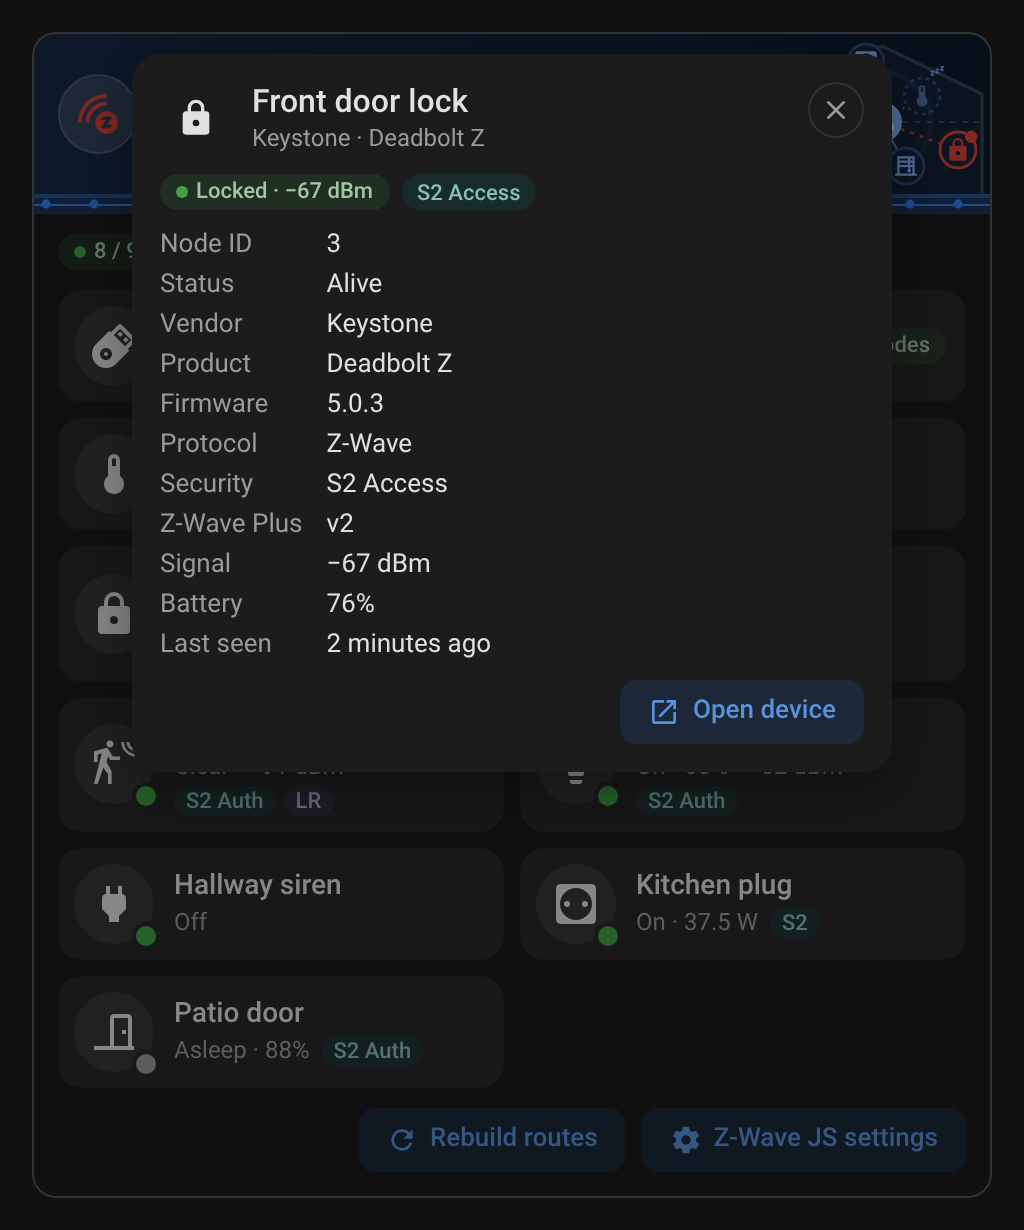 Front door lock
Keystone · Deadbolt Z
Locked · −67 dBm
S2 Access
8 / 9
Node ID 3
Status Alive
Vendor Keystone
Product Deadbolt Z
Firmware 5.0.3
Protocol Z-Wave
Security S2 Access
Z-Wave Plus v2
Signal −67 dBm
Battery 76%
Last seen 2 minutes ago
Open device
S2 Auth LR
S2 Auth
Hallway siren
Off
Kitchen plug
On · 37.5 W S2
Patio door
Asleep · 88% S2 Auth
Rebuild routes
Z-Wave JS settings